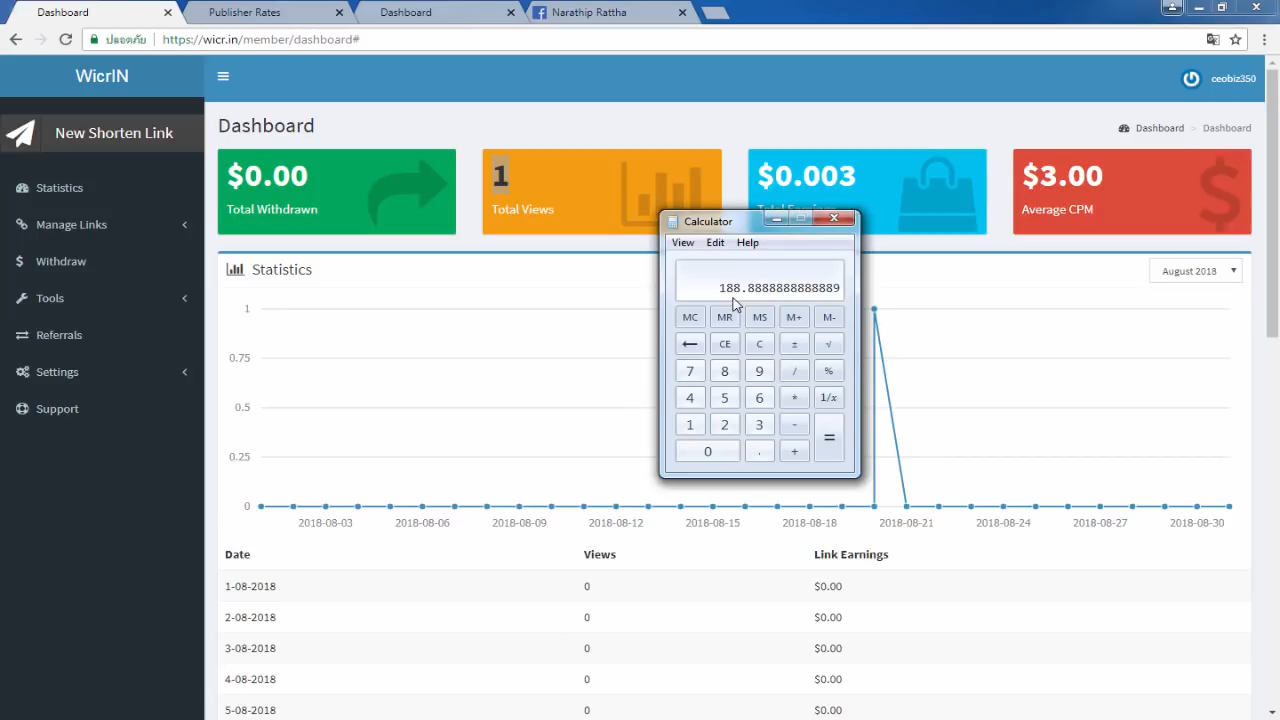 Dashboard
Publisher Rates
Dashboard
Narathip Rattha
ปลอดภัย
https://wicr.in/member/dashboard#
WicrIN
ceobiz350
New Shorten Link
Dashboard
Dashboard > Dashboard
$0.00
Total Withdrawn
1
Total Views
$0.003
$3.00
Average CPM
Statistics
Manage Links
$ Withdraw
Tools
Referrals
Settings
Support
Statistics
August 2018
Calculator
View Edit Help
188.8888888888889
MC MR MS M+ M-
← CE C ± √
7 8 9 / %
4 5 6 * 1/x
1 2 3 - =
0 . +
1
0.75
0.5
0.25
0
2018-08-03 2018-08-06 2018-08-09 2018-08-12 2018-08-15 2018-08-18 2018-08-21 2018-08-24 2018-08-27 2018-08-30
Date Views Link Earnings
1-08-2018 0 $0.00
2-08-2018 0 $0.00
3-08-2018 0 $0.00
4-08-2018 0 $0.00
5-08-2018 0 $0.00